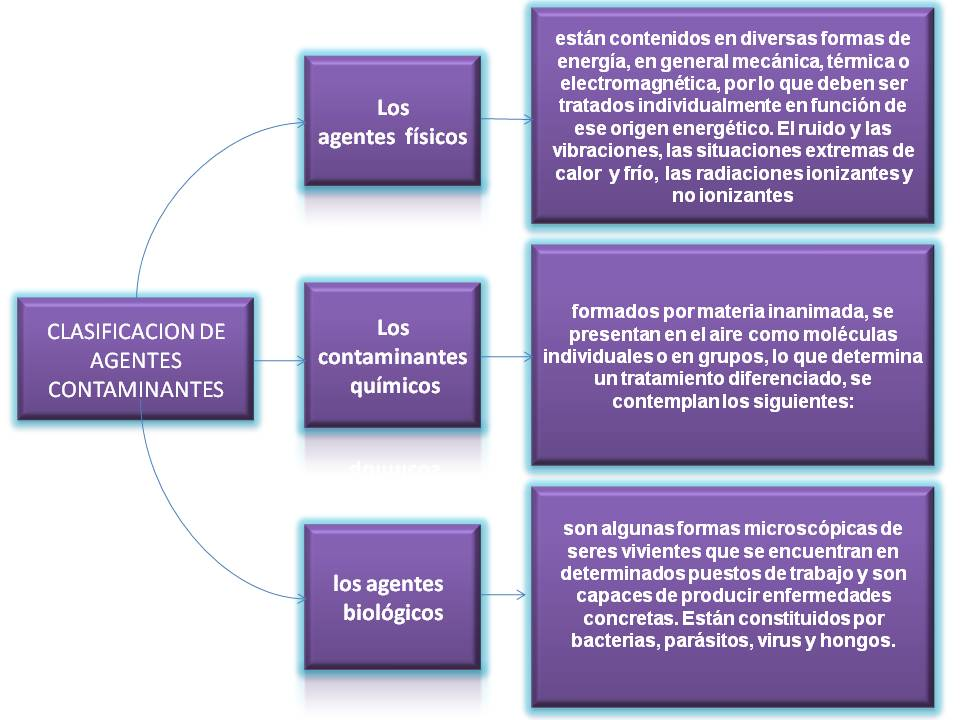 CLASIFICACION DE
AGENTES
CONTAMINANTES
Los
agentes físicos
están contenidos en diversas formas de
energía, en general mecánica, térmica o
electromagnética, por lo que deben ser
tratados individualmente en función de
ese origen energético. El ruido y las
vibraciones, las situaciones extremas de
calor y frío, las radiaciones ionizantes y
no ionizantes
Los
contaminantes
químicos
formados por materia inanimada, se
presentan en el aire como moléculas
individuales o en grupos, lo que determina
un tratamiento diferenciado, se
contemplan los siguientes:
los agentes
biológicos
son algunas formas microscópicas de
seres vivientes que se encuentran en
determinados puestos de trabajo y son
capaces de producir enfermedades
concretas. Están constituidos por
bacterias, parásitos, virus y hongos.